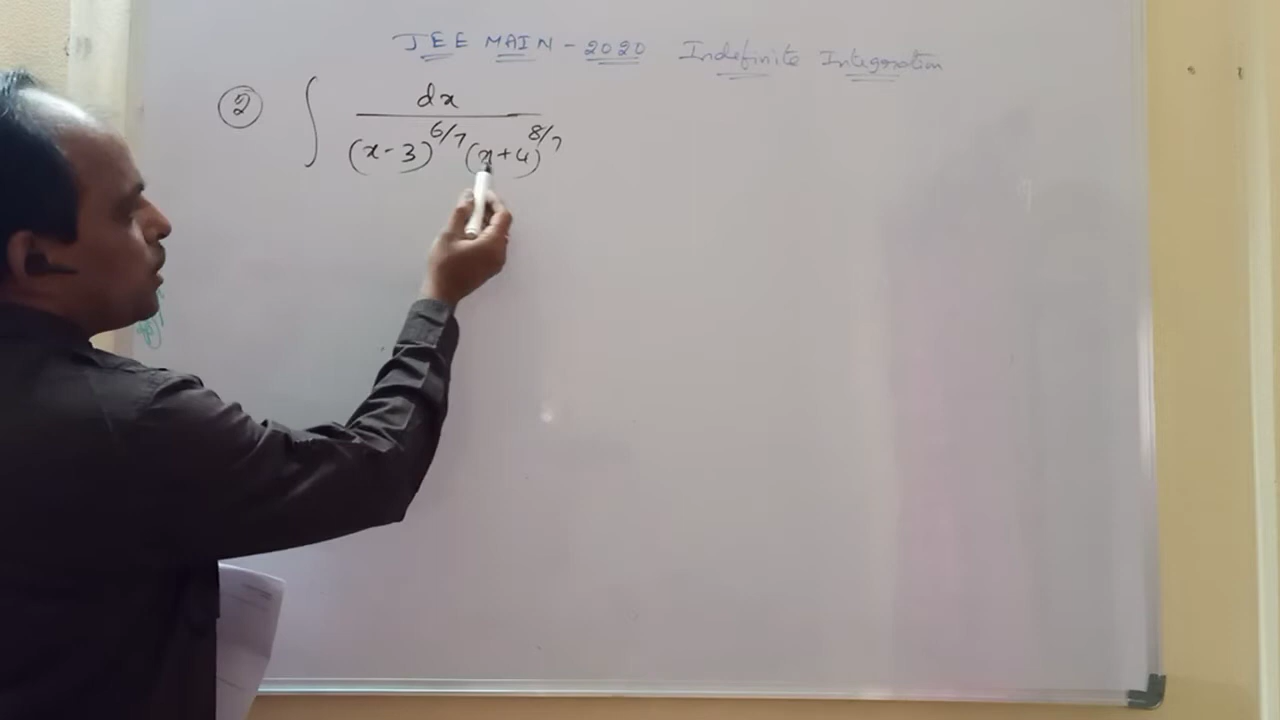 JEE MAIN - 2020 Indefinite Integration
② ∫ dx / (x-3)^6/7 (x+4)^8/7